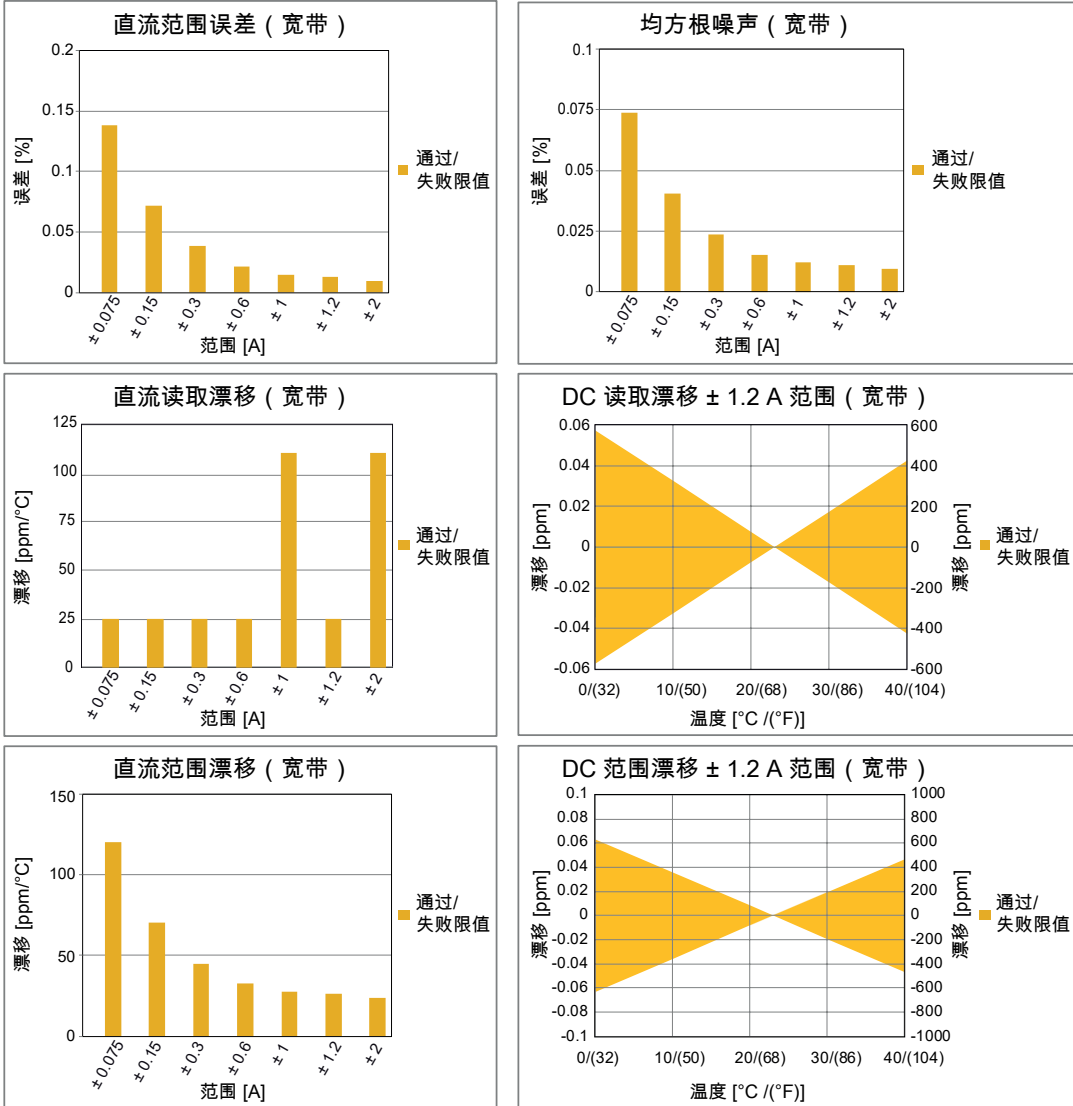 直流范围误差（宽带）
0.2
0.15
0.1
0.05
0
误差 [%]
± 0.075
± 0.15
± 0.3
± 0.6
± 1
± 1.2
± 2
范围 [A]
通过/
失败限值
均方根噪声（宽带）
0.1
0.075
0.05
0.025
0
误差 [%]
± 0.075
± 0.15
± 0.3
± 0.6
± 1
± 1.2
± 2
范围 [A]
通过/
失败限值
直流读取漂移（宽带）
125
100
75
50
25
0
漂移 [ppm/°C]
± 0.075
± 0.15
± 0.3
± 0.6
± 1
± 1.2
± 2
范围 [A]
通过/
失败限值
DC 读取漂移 ± 1.2 A 范围（宽带）
0.06
0.04
0.02
0
-0.02
-0.04
-0.06
漂移 [ppm]
600
400
200
0
-200
-400
-600
漂移 [ppm]
0/(32)
10/(50)
20/(68)
30/(86)
40/(104)
温度 [°C /(°F)]
通过/
失败限值
直流范围漂移（宽带）
150
100
50
0
漂移 [ppm/°C]
± 0.075
± 0.15
± 0.3
± 0.6
± 1
± 1.2
± 2
范围 [A]
通过/
失败限值
DC 范围漂移 ± 1.2 A 范围（宽带）
0.1
0.08
0.06
0.04
0.02
0
-0.02
-0.04
-0.06
-0.08
-0.1
漂移 [ppm]
1000
800
600
400
200
0
-200
-400
-600
-800
-1000
漂移 [ppm]
0/(32)
10/(50)
20/(68)
30/(86)
40/(104)
温度 [°C /(°F)]
通过/
失败限值